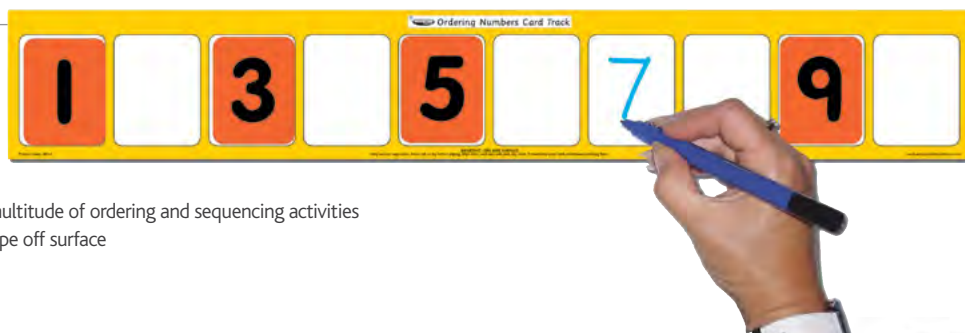 Ordering Numbers Card Track
1 3 5 7 9
ultitude of ordering and sequencing activities
pe off surface